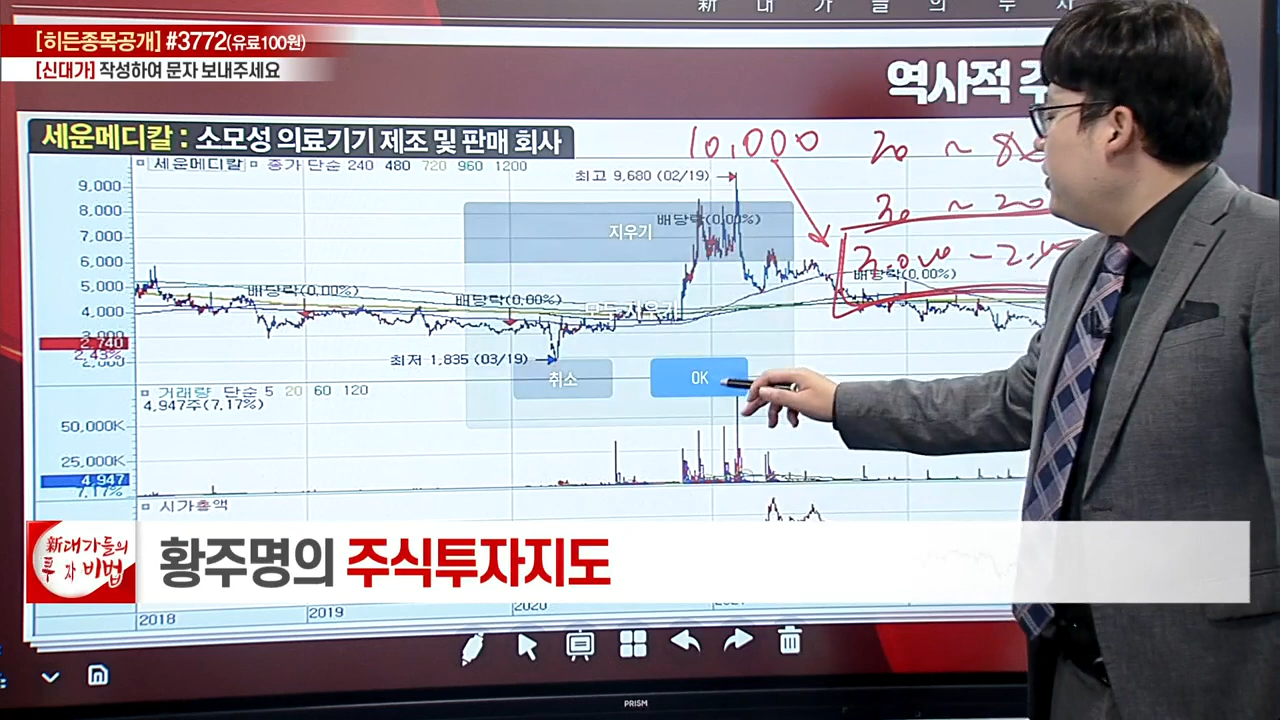 新 대 가 들 의 투 자
[히든종목공개] #3772(유료100원)
[신대가] 작성하여 문자 보내주세요
역사적
세운메디칼 : 소모성 의료기기 제조 및 판매 회사
10,000
세운메디칼 종가 단순 240 480 720 960 1200
최고 9,680 (02/19)
9,000
8,000
7,000
6,000
5,000
4,000
3,000
2,740
2.43%
2,000
배당락(0.00%)
배당락(0.00%)
배당락(0.00%)
배당락(0.00%)
지우기
모두 지우기
최저 1,835 (03/19)
취소
OK
거래량 단순 5 20 60 120
4,947주(7.17%)
50,000K
25,000K
4,947
7.17%
시가총액
新대가들의
투자 비법
황주명의 주식투자지도
2018
2019
2020
2021
PRISM